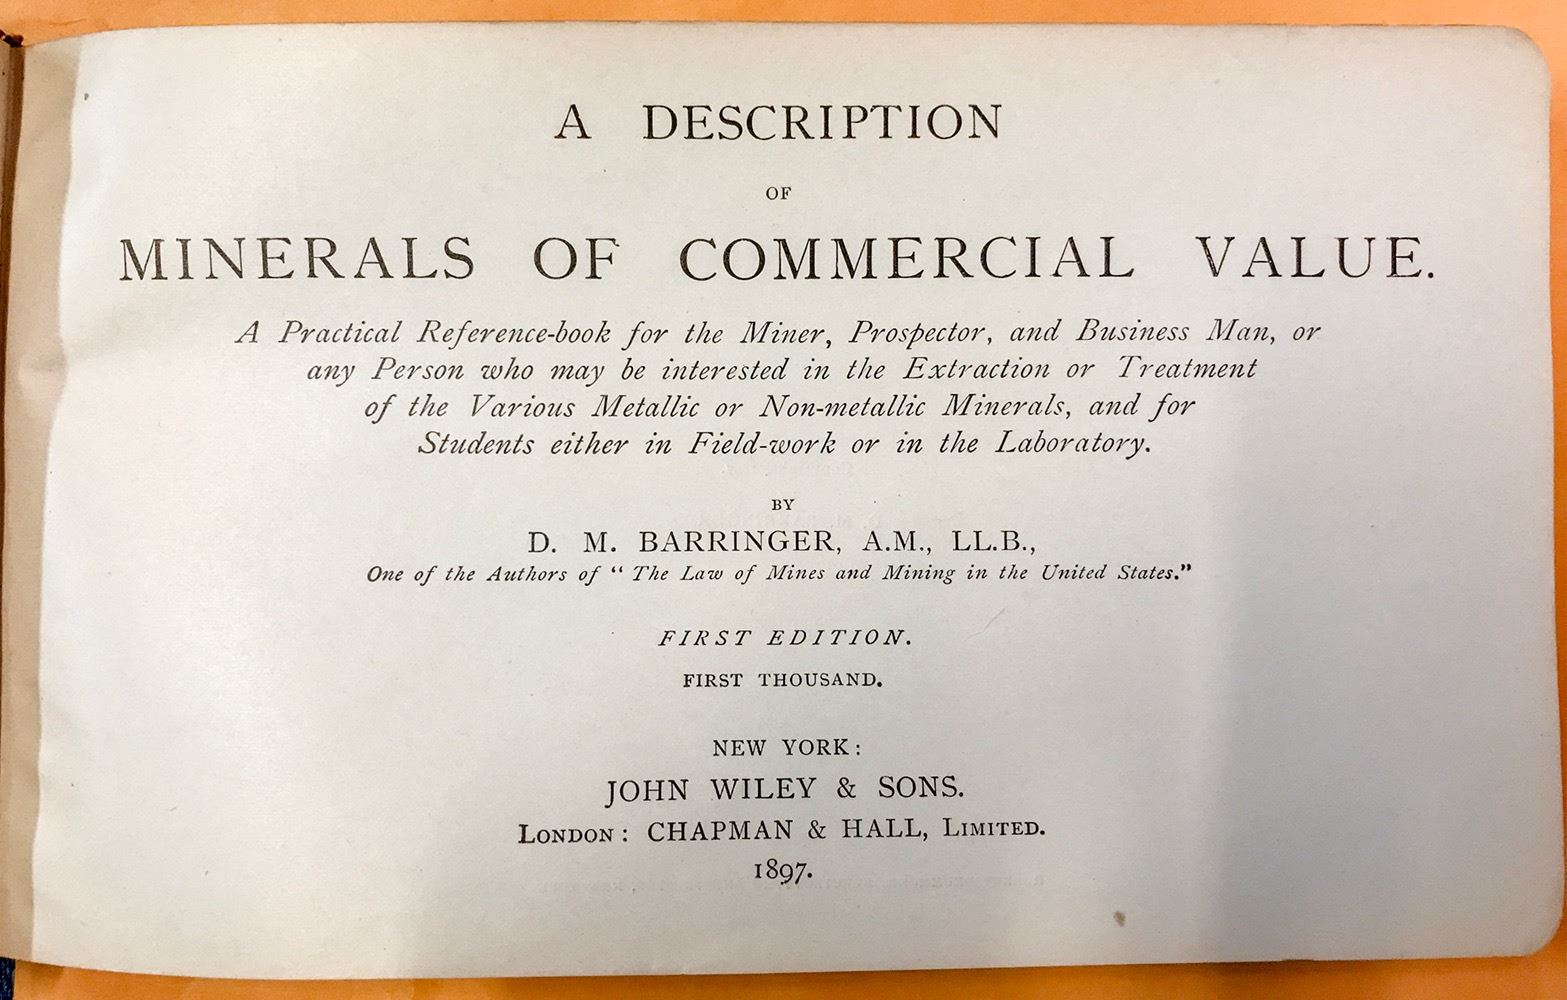 A DESCRIPTION
OF
MINERALS OF COMMERCIAL VALUE.
A Practical Reference-book for the Miner, Prospector, and Business Man, or
any Person who may be interested in the Extraction or Treatment
of the Various Metallic or Non-metallic Minerals, and for
Students either in Field-work or in the Laboratory.
BY
D. M. BARRINGER, A.M., LL.B.,
One of the Authors of “ The Law of Mines and Mining in the United States.”
FIRST EDITION.
FIRST THOUSAND.
NEW YORK:
JOHN WILEY & SONS.
LONDON: CHAPMAN & HALL, LIMITED.
1897.